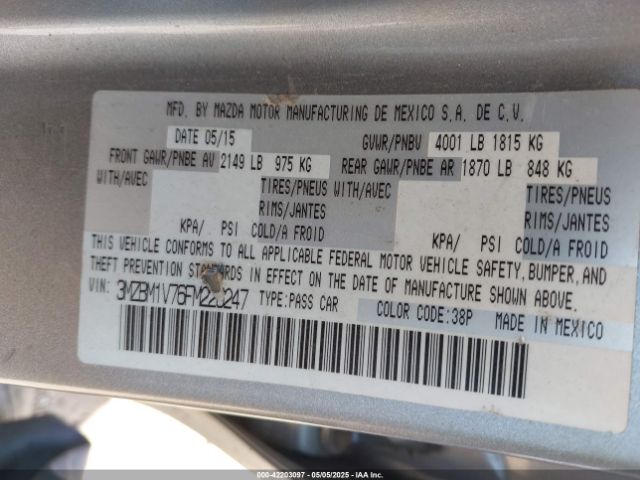 MFD. BY MAZDA MOTOR MANUFACTURING DE MEXICO S.A. DE C.V.
DATE 05/15 GVWR/PNBV 4001 LB 1815 KG
FRONT GAWR/PNBE AV 2149 LB 975 KG REAR GAWR/PNBE AR 1870 LB 848 KG
WITH/AVEC TIRES/PNEUS WITH/AVEC TIRES/PNEUS
RIMS/JANTES RIMS/JANTES
KPA/ PSI COLD/A FROID KPA/ PSI COLD/A FROID
THIS VEHICLE CONFORMS TO ALL APPLICABLE FEDERAL MOTOR VEHICLE SAFETY, BUMPER, AND
THEFT PREVENTION STANDARDS IN EFFECT ON THE DATE OF MANUFACTURE SHOWN ABOVE.
VIN: TYPE:PASS CAR COLOR CODE:38P MADE IN MEXICO
000-42203097 - 05/05/2025 - IAA Inc.